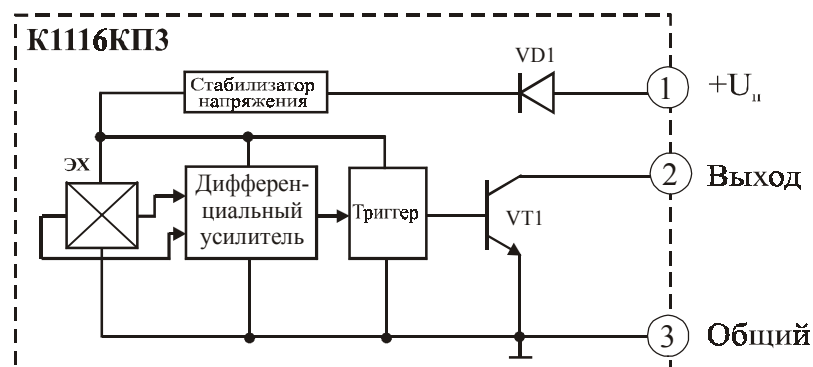 К1116КП3
VD1
Стабилизатор
напряжения
1
+Uп
ЭХ
Дифферен-
циальный
усилитель
Триггер
VT1
2
Выход
3
Общий